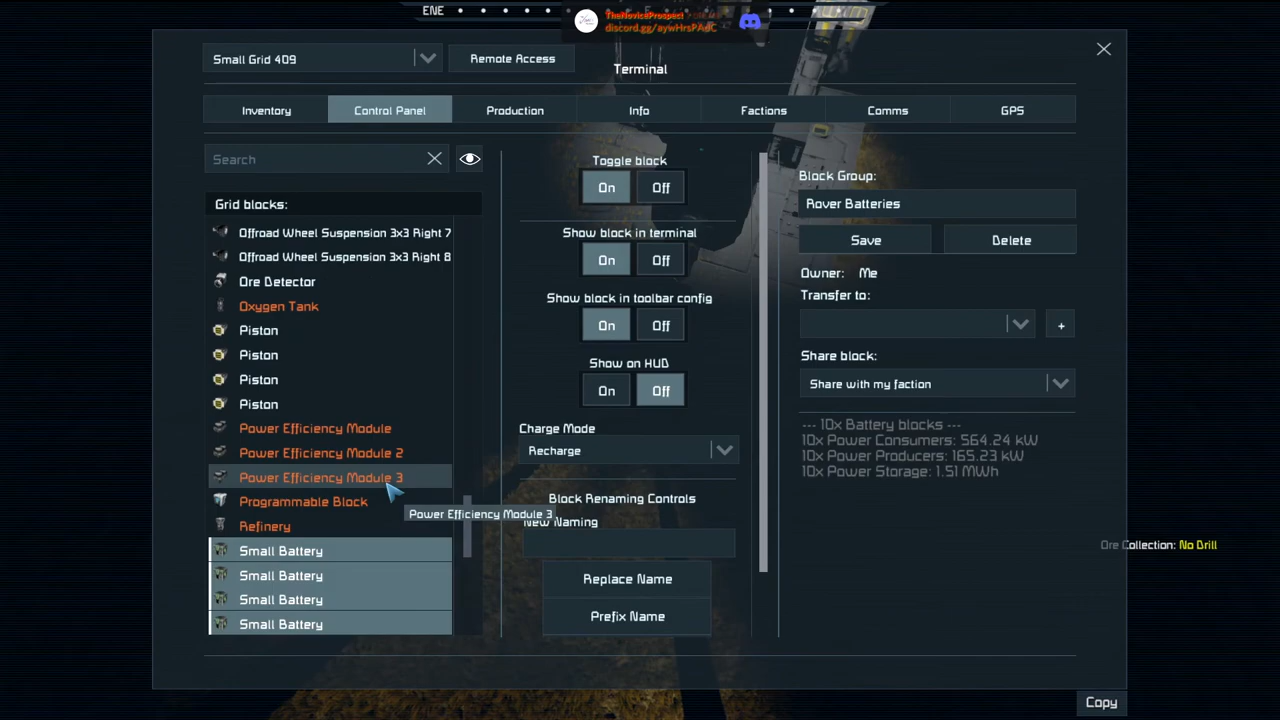 ENE
TheNoviceProspect
discord.gg/aywHrsPAdC
Small Grid 409
Remote Access
Terminal
Inventory
Control Panel
Production
Info
Factions
Comms
GPS
Search
Grid blocks:
Offroad Wheel Suspension 3x3 Right 7
Offroad Wheel Suspension 3x3 Right 8
Ore Detector
Oxygen Tank
Piston
Piston
Piston
Piston
Power Efficiency Module
Power Efficiency Module 2
Power Efficiency Module 3
Programmable Block
Power Efficiency Module 3
Refinery
Small Battery
Small Battery
Small Battery
Small Battery
Toggle block
On
Off
Show block in terminal
On
Off
Show block in toolbar config
On
Off
Show on HUD
On
Off
Charge Mode
Recharge
Block Renaming Controls
New Naming
Replace Name
Prefix Name
Block Group:
Rover Batteries
Save
Delete
Owner: Me
Transfer to:
+
Share block:
Share with my faction
--- 10x Battery blocks ---
10x Power Consumers: 564.24 kW
10x Power Producers: 165.23 kW
10x Power Storage: 1.51 MWh
Ore Collection: No Drill
Copy